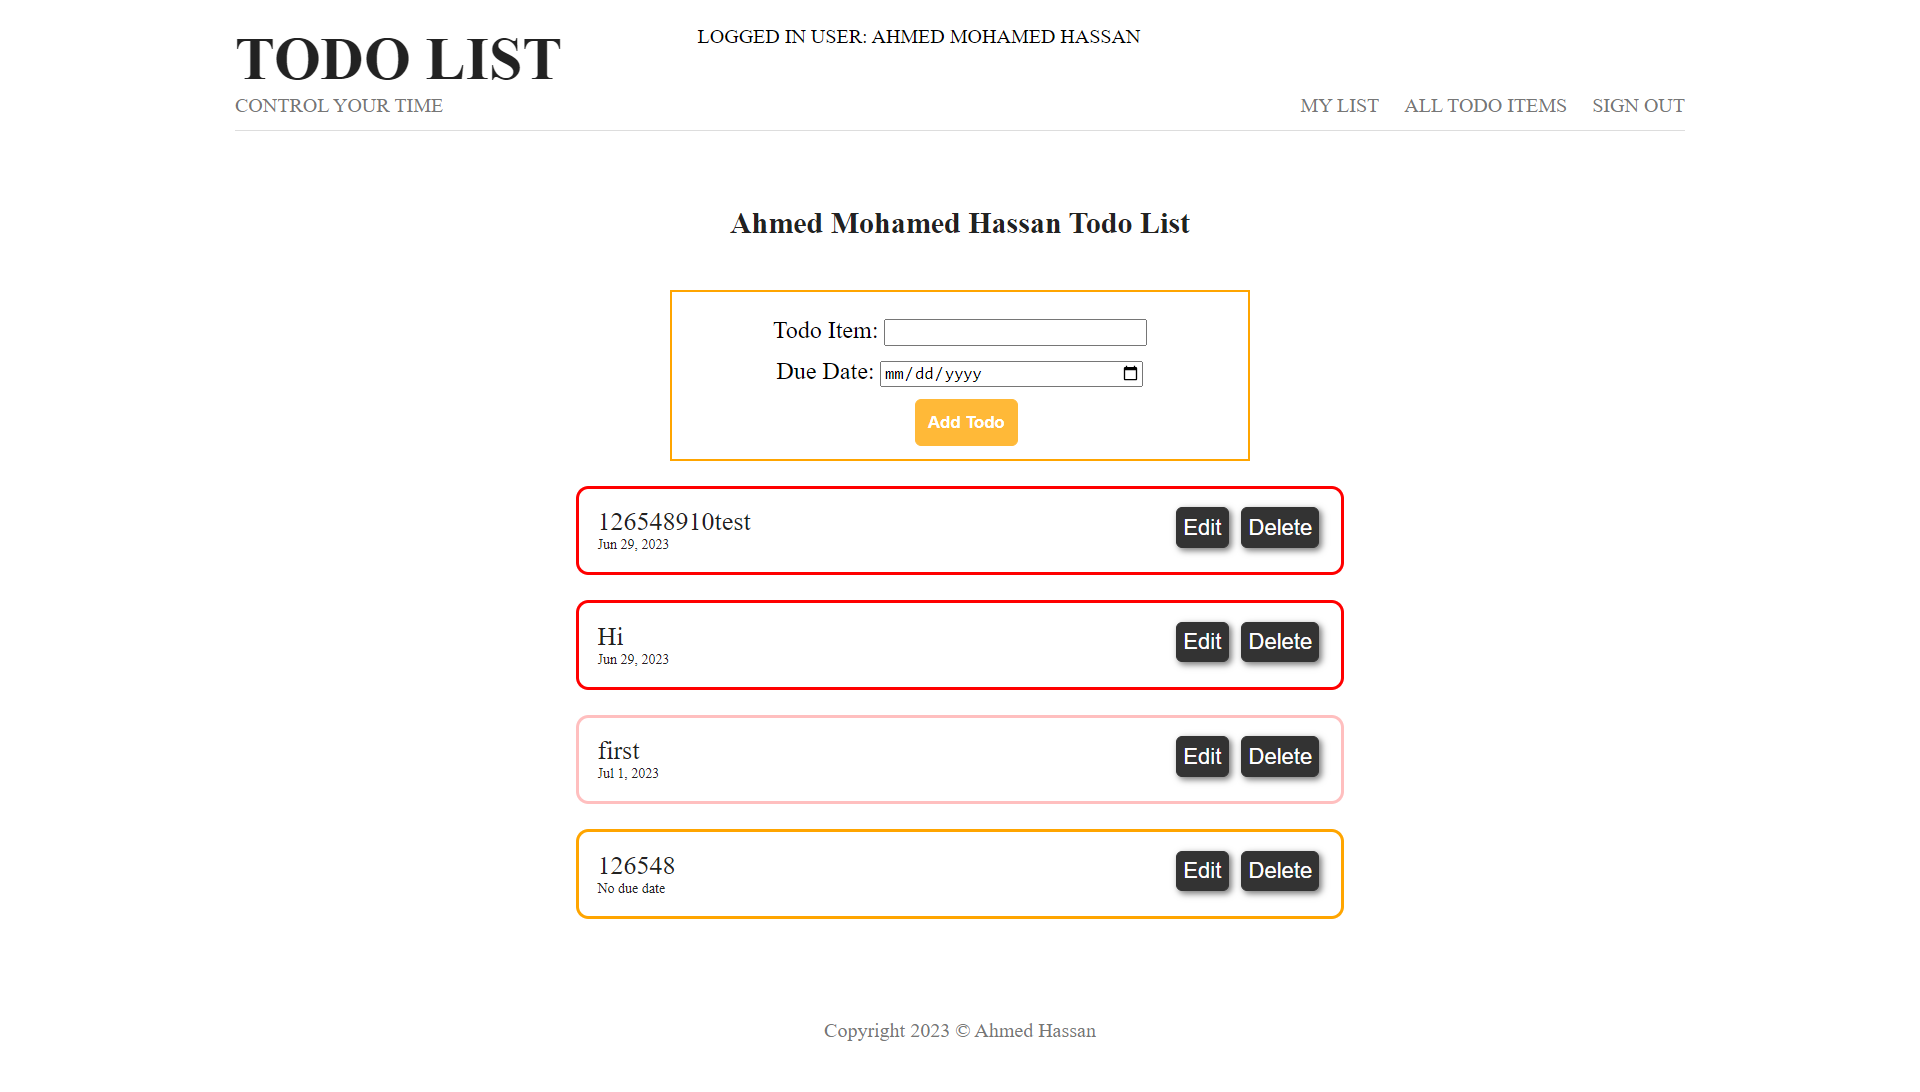 TODO LIST
LOGGED IN USER: AHMED MOHAMED HASSAN
CONTROL YOUR TIME
MY LIST ALL TODO ITEMS SIGN OUT
Ahmed Mohamed Hassan Todo List
Todo Item:
Due Date: mm/dd/yyyy
Add Todo
126548910test
Jun 29, 2023
Edit Delete
Hi
Jun 29, 2023
Edit Delete
first
Jul 1, 2023
Edit Delete
126548
No due date
Edit Delete
Copyright 2023 © Ahmed Hassan